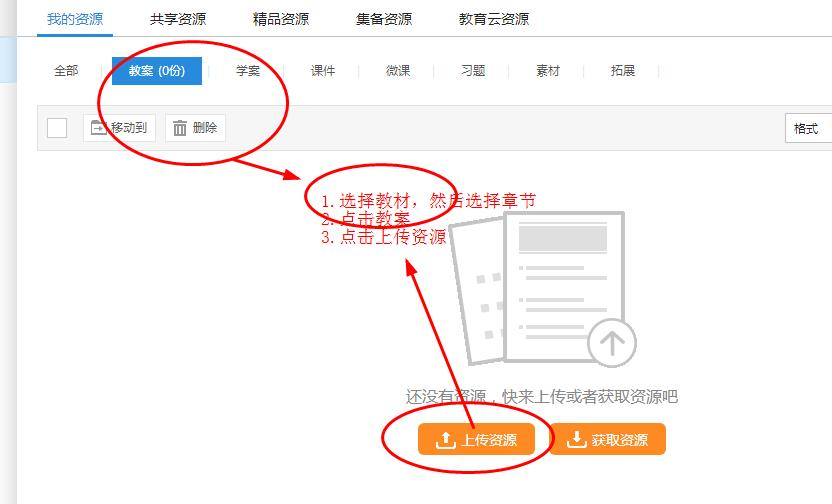 我的资源 共享资源 精品资源 集备资源 教育云资源
全部 教案 (0份) 学案 课件 微课 习题 素材 拓展
移动到 删除 格式
1. 选择教材，然后选择章节
2. 点击教案
3. 点击上传资源
还没有资源，快来上传或者获取资源吧
上传资源 获取资源